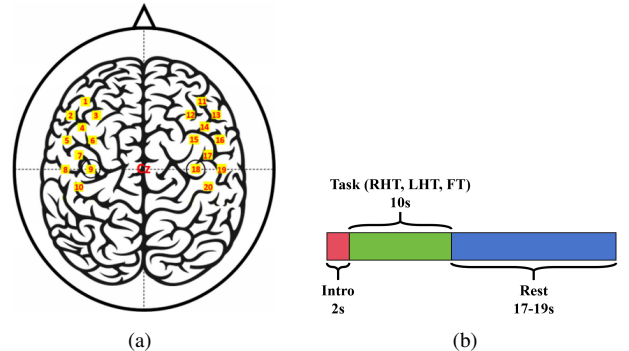 1 11
2 3 12 13
4 14
5 6 15 16
7 17
8 9 Cz 18 19
10 20
Task (RHT, LHT, FT)
10s
Intro
2s
Rest
17-19s
(a)
(b)